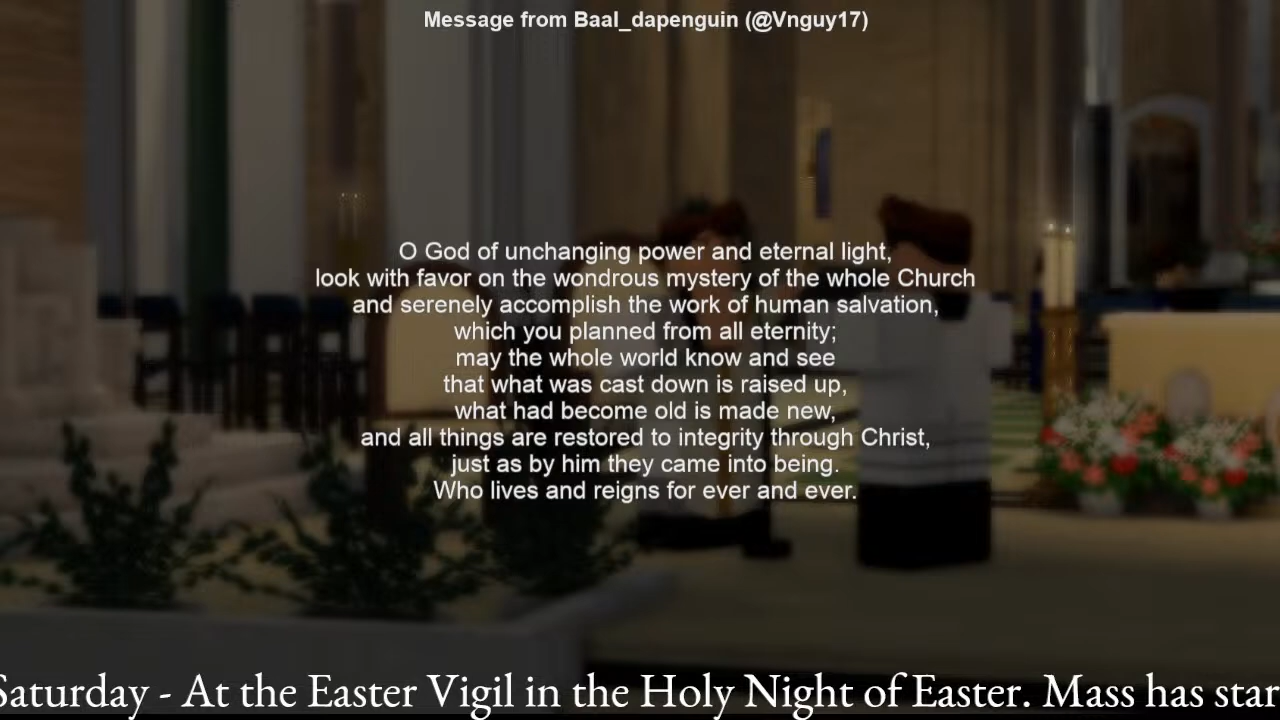 Message from Baal_dapenguin (@Vnguy17)
O God of unchanging power and eternal light,
look with favor on the wondrous mystery of the whole Church
and serenely accomplish the work of human salvation,
which you planned from all eternity;
may the whole world know and see
that what was cast down is raised up,
what had become old is made new,
and all things are restored to integrity through Christ,
just as by him they came into being.
Who lives and reigns for ever and ever.
Saturday - At the Easter Vigil in the Holy Night of Easter. Mass has star